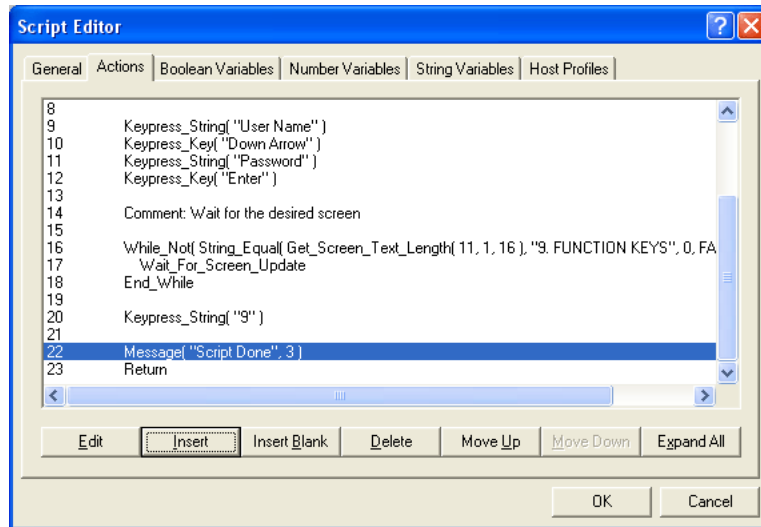 Script Editor
General Actions Boolean Variables Number Variables String Variables Host Profiles
8
9 Keypress_String( "User Name" )
10 Keypress_Key( "Down Arrow" )
11 Keypress_String( "Password" )
12 Keypress_Key( "Enter" )
13
14 Comment: Wait for the desired screen
15
16 While_Not( String_Equal( Get_Screen_Text_Length( 11, 1, 16 ), "9. FUNCTION KEYS", 0, FA
17 Wait_For_Screen_Update
18 End_While
19
20 Keypress_String( "9" )
21
22 Message( "Script Done", 3 )
23 Return
Edit Insert Insert Blank Delete Move Up Move Down Expand All
OK Cancel